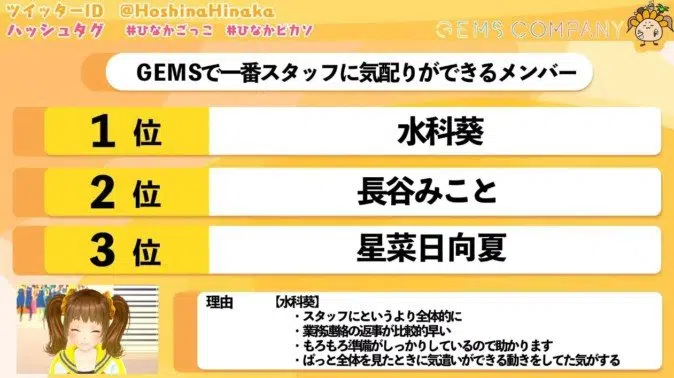 ツイッターID　@HoshinaHinaka
ハッシュタグ　#ひなかごっこ　#ひなかピカソ
GEMS COMPANY
GEMSで一番スタッフに気配りができるメンバー
1位　水科葵
2位　長谷みこと
3位　星菜日向夏
理由　【水科葵】
・スタッフにというより全体的に
・業務連絡の返事が比較的早い
・もろもろ準備がしっかりしているので助かります
・ぱっと全体を見たときに気遣いができる動きをしてた気がする